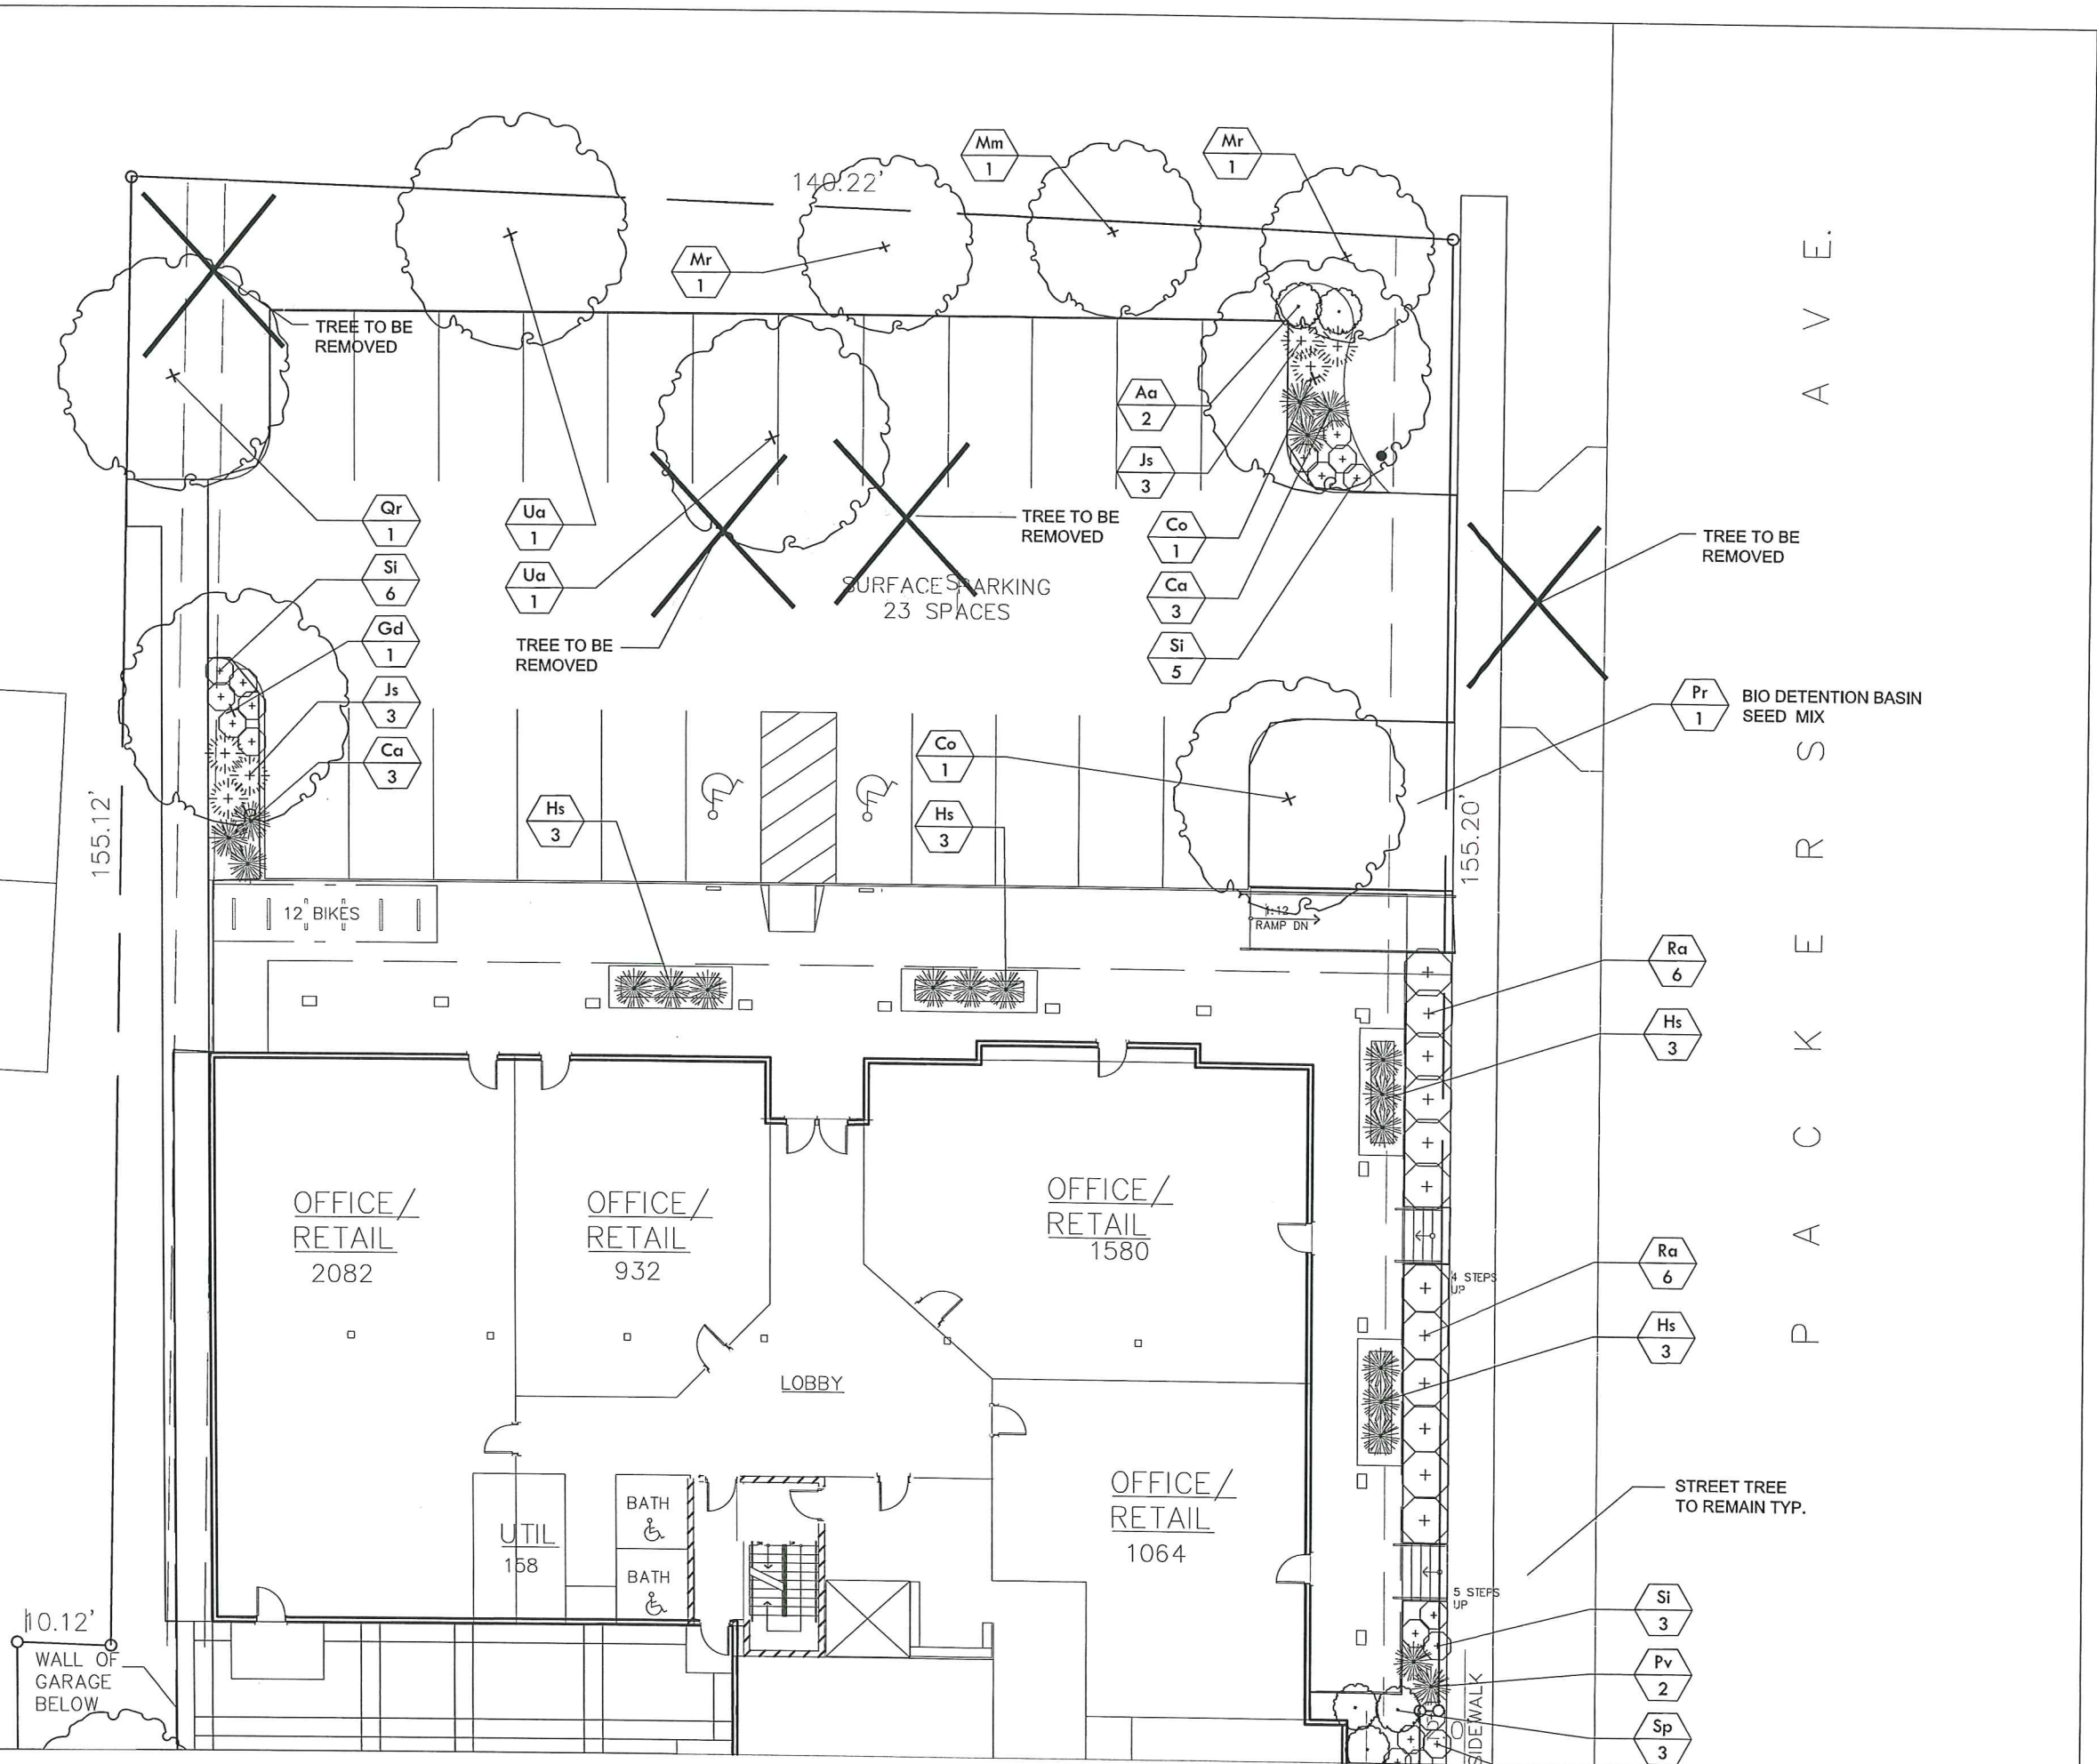 140.22'
Mm
1
Mr
1
Mr
1
TREE TO BE
REMOVED
Aa
2
Js
3
Qr
1
Ua
1
TREE TO BE
REMOVED
Co
1
TREE TO BE
REMOVED
Si
6
Ua
1
SURFACE PARKING
23 SPACES
Ca
3
Gd
1
TREE TO BE
REMOVED
Si
5
Js
3
Pr
1
BIO DETENTION BASIN
SEED MIX
Ca
3
Co
1
Hs
3
Hs
3
155.12'
155.20'
PACKERS AVE.
12 BIKES
1:12
RAMP DN
Ra
6
Hs
3
OFFICE/
RETAIL
2082
OFFICE/
RETAIL
932
OFFICE/
RETAIL
1580
Ra
6
4 STEPS
UP
Hs
3
LOBBY
OFFICE/
RETAIL
1064
STREET TREE
TO REMAIN TYP.
BATH
UTIL
158
BATH
5 STEPS
UP
Si
3
10.12'
WALL OF
GARAGE
BELOW
Pv
2
SIDEWALK
Sp
3